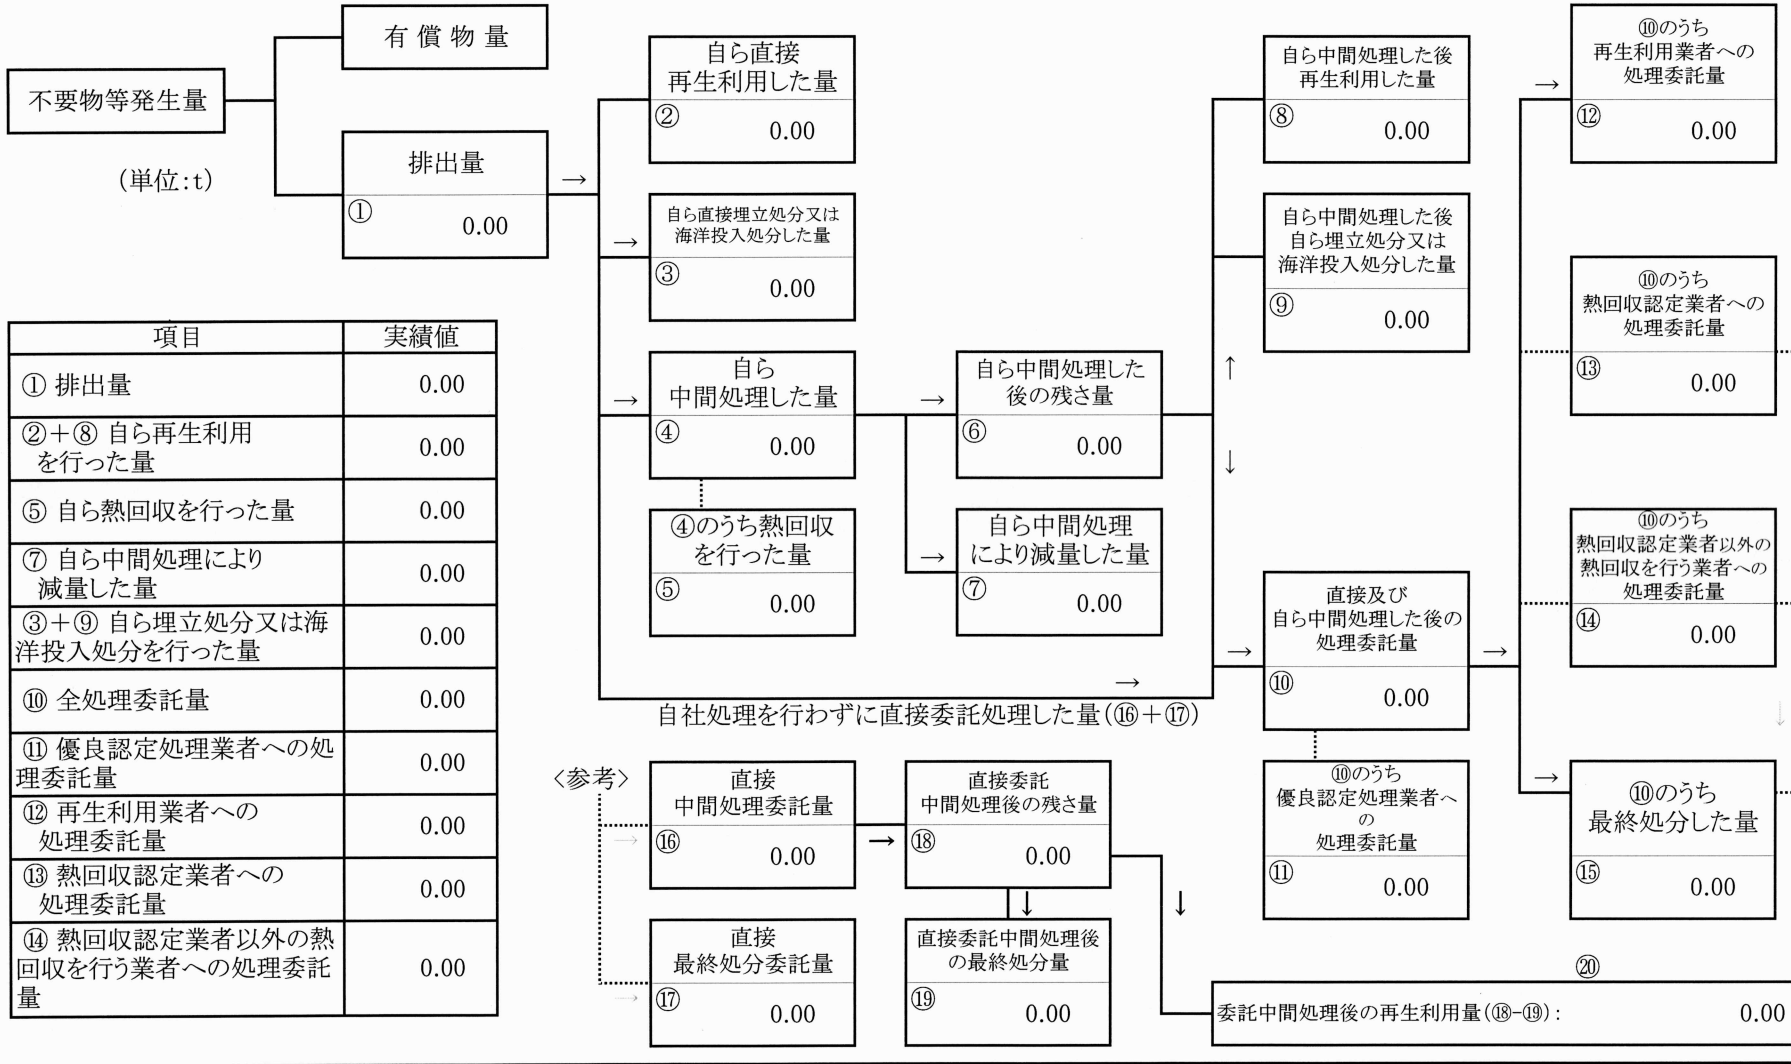 不要物等発生量
有償物量
(単位:t)
排出量
①
0.00
→
自ら直接
再生利用した量
②
0.00
→
自ら直接埋立処分又は
海洋投入処分した量
③
0.00
→
自ら
中間処理した量
④
0.00
④のうち熱回収
を行った量
⑤
0.00
→
自ら中間処理した
後の残さ量
⑥
0.00
→
自ら中間処理
により減量した量
⑦
0.00
↑
↓
自ら中間処理した後
再生利用した量
⑧
0.00
自ら中間処理した後
自ら埋立処分又は
海洋投入処分した量
⑨
0.00
→
自社処理を行わずに直接委託処理した量(⑯+⑰)
→
直接及び
自ら中間処理した後の
処理委託量
⑩
0.00
→
⑩のうち
優良認定処理業者へ
の
処理委託量
⑪
0.00
→
⑩のうち
再生利用業者への
処理委託量
⑫
0.00
⑩のうち
熱回収認定業者への
処理委託量
⑬
0.00
⑩のうち
熱回収認定業者以外の
熱回収を行う業者への
処理委託量
⑭
0.00
↓
→
⑩のうち
最終処分した量
⑮
0.00
項目 実績値
① 排出量 0.00
②+⑧ 自ら再生利用
を行った量
0.00
⑤ 自ら熱回収を行った量 0.00
⑦ 自ら中間処理により
減量した量
0.00
③+⑨ 自ら埋立処分又は海
洋投入処分を行った量
0.00
⑩ 全処理委託量 0.00
⑪ 優良認定処理業者への処
理委託量
0.00
⑫ 再生利用業者への
処理委託量
0.00
⑬ 熱回収認定業者への
処理委託量
0.00
⑭ 熱回収認定業者以外の熱
回収を行う業者への処理委託
量
0.00
<参考>
→
直接
中間処理委託量
⑯
0.00
→
直接委託
中間処理後の残さ量
⑱
0.00
→
直接
最終処分委託量
⑰
0.00
↓
直接委託中間処理後
の最終処分量
⑲
0.00
↓
⑳
委託中間処理後の再生利用量(⑱-⑲): 0.00